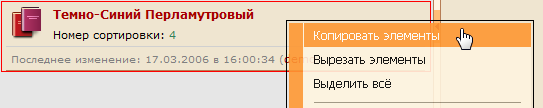 Темно-Синий Перламутровый
Номер сортировки: 4
Последнее изменение: 17.03.2006 в 16:00:34
Копировать элементы
Вырезать элементы
Выделить всё